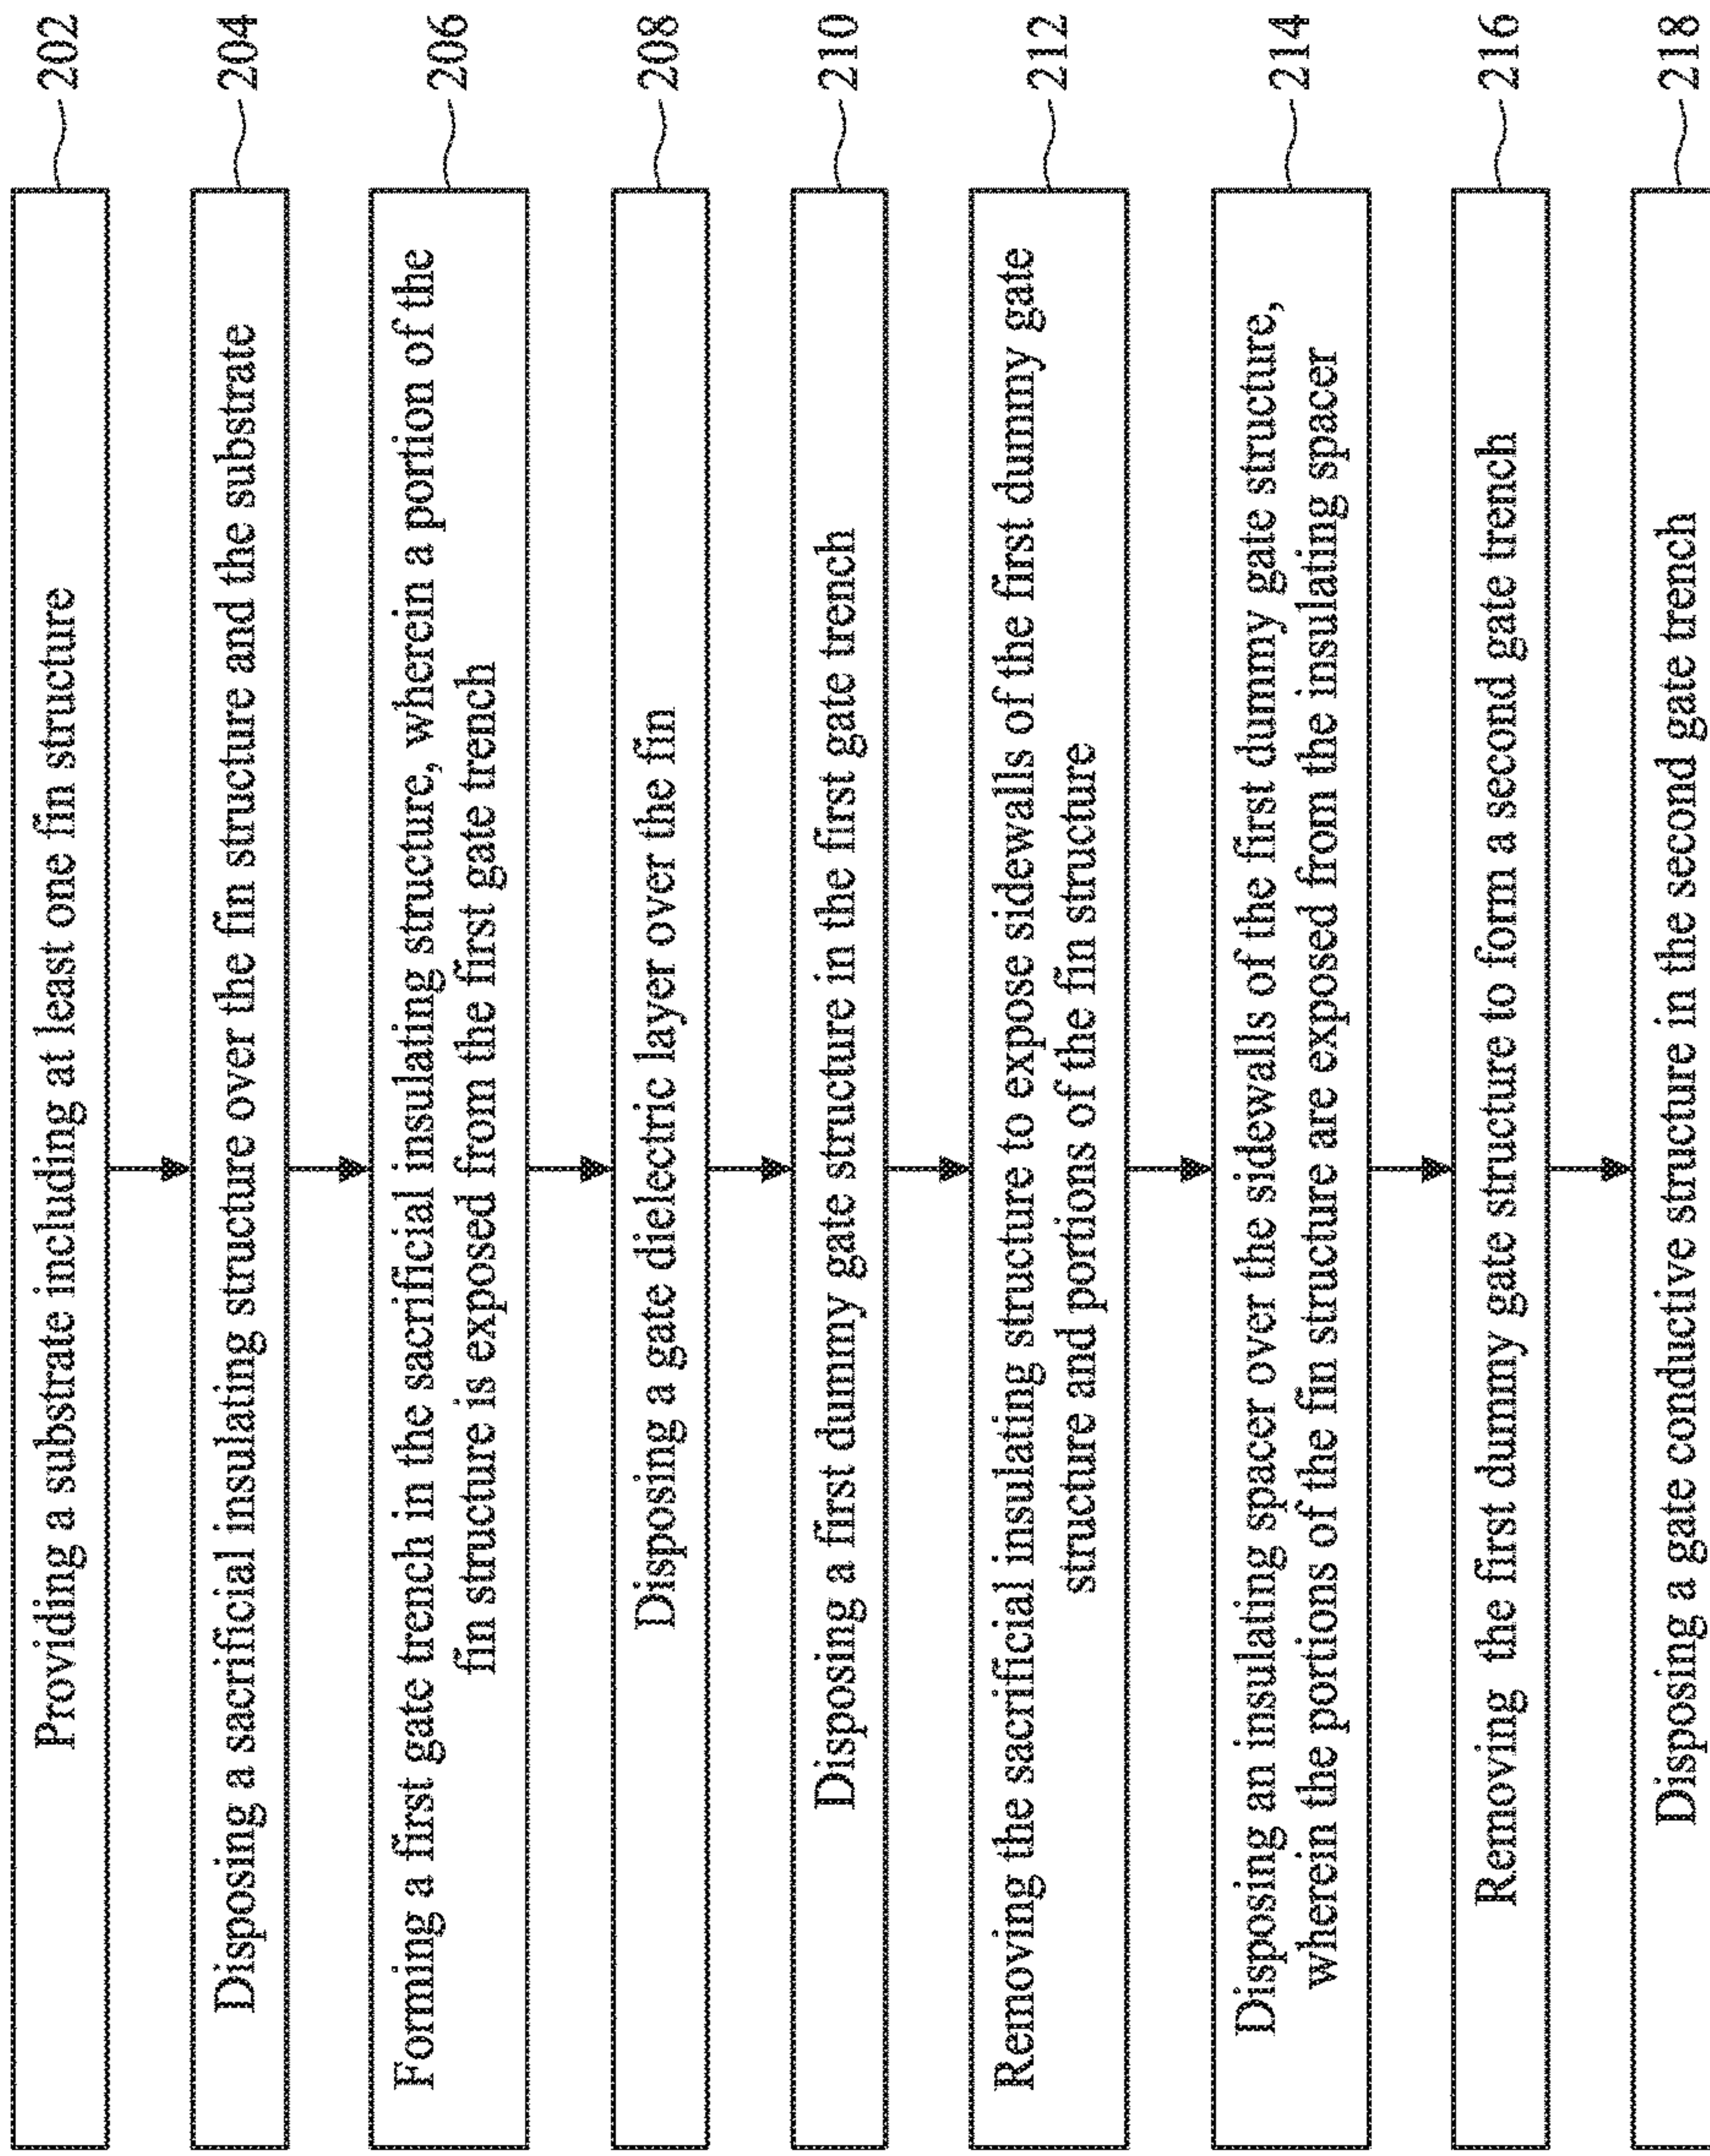 Providing a substrate including at least one fin structure
202
Disposing a sacrificial insulating structure over the fin structure and the substrate
204
Forming a first gate trench in the sacrificial insulating structure, wherein a portion of the
fin structure is exposed from the first gate trench
206
Disposing a gate dielectric layer over the fin
208
Disposing a first dummy gate structure in the first gate trench
210
Removing the sacrificial insulating structure to expose sidewalls of the first dummy gate
structure and portions of the fin structure
212
Disposing an insulating spacer over the sidewalls of the first dummy gate structure,
wherein the portions of the fin structure are exposed from the insulating spacer
214
Removing the first dummy gate structure to form a second gate trench
216
Disposing a gate conductive structure in the second gate trench
218